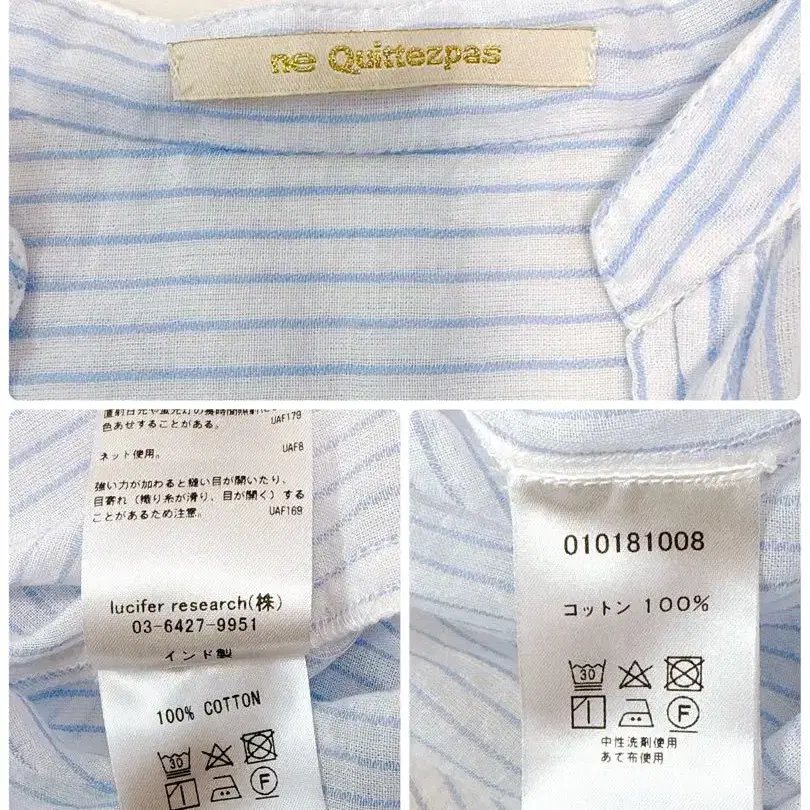 ne Quittezpas
色あせすることがある。 UAF179
ネット使用。 UAF8
強い力が加わると縫い目が開いたり、
目寄れ（織り糸が滑り、目が開く）する
ことがあるため注意。 UAF169
lucifer research(株)
03-6427-9951
インド製
100% COTTON
30
F
010181008
コットン 100%
30
F
中性洗剤使用
あて布使用